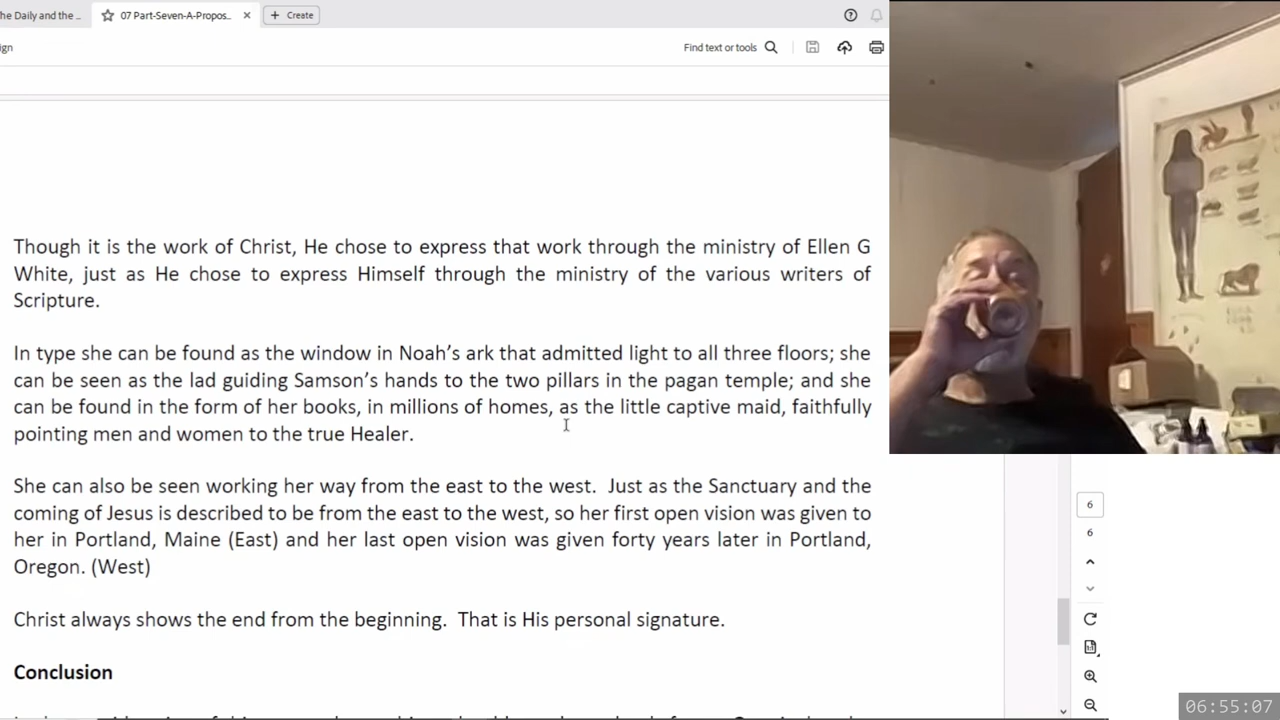 he Daily and the ..
07 Part-Seven-A-Propos..
Create
ign
Find text or tools
Though it is the work of Christ, He chose to express that work through the ministry of Ellen G
White, just as He chose to express Himself through the ministry of the various writers of
Scripture.
In type she can be found as the window in Noah's ark that admitted light to all three floors; she
can be seen as the lad guiding Samson's hands to the two pillars in the pagan temple; and she
can be found in the form of her books, in millions of homes, as the little captive maid, faithfully
pointing men and women to the true Healer.
She can also be seen working her way from the east to the west.  Just as the Sanctuary and the
coming of Jesus is described to be from the east to the west, so her first open vision was given to
her in Portland, Maine (East) and her last open vision was given forty years later in Portland,
Oregon. (West)
Christ always shows the end from the beginning.  That is His personal signature.
Conclusion
6
6
06:55:07